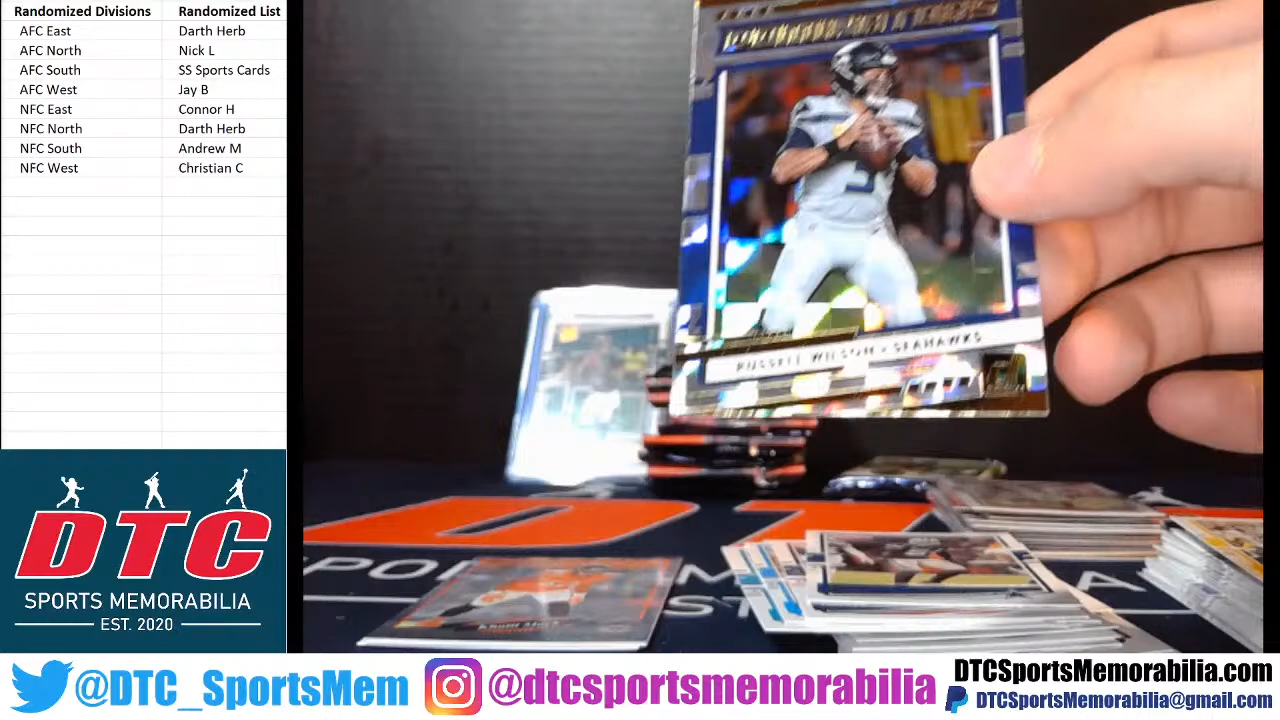 Randomized Divisions Randomized List
AFC East Darth Herb
AFC North Nick L
AFC South SS Sports Cards
AFC West Jay B
NFC East Connor H
NFC North Darth Herb
NFC South Andrew M
NFC West Christian C
RUSSELL WILSON • SEAHAWKS
3
DTC
SPORTS MEMORABILIA
EST. 2020
@DTC_SportsMem
@dtcsportsmemorabilia
DTCSportsMemorabilia.com
DTCSportsMemorabilia@gmail.com